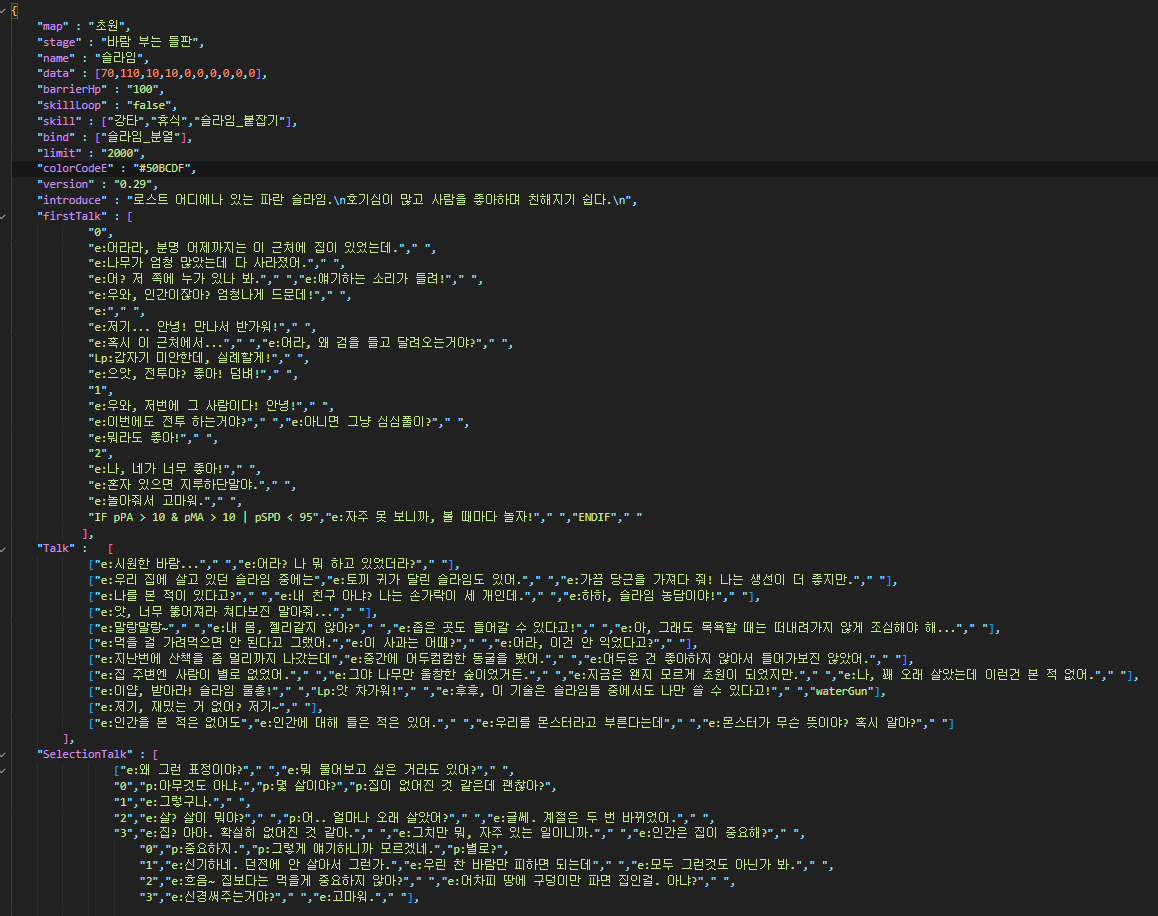 {
"map" : "초원",
"stage" : "바람 부는 들판",
"name" : "슬라임",
"data" : [70,110,10,10,0,0,0,0,0,0],
"barrierHp" : "100",
"skillLoop" : "false",
"skill" : ["강타","휴식","슬라임_붙잡기"],
"bind" : ["슬라임_분열"],
"limit" : "2000",
"colorCodeE" : "#50BCDF",
"version" : "0.29",
"introduce" : "로스트 어디에나 있는 파란 슬라임.\n호기심이 많고 사람을 좋아하며 친해지기 쉽다.\n",
"firstTalk" : [
"0",
"e:어라라, 분명 어제까지는 이 근처에 집이 있었는데."," ",
"e:나무가 엄청 많았는데 다 사라졌어."," ",
"e:어? 저 쪽에 누가 있나 봐."," ","e:얘기하는 소리가 들려!"," ",
"e:우와, 인간이잖아? 엄청나게 드문데!"," ",
"e:"," ",
"e:저기... 안녕! 만나서 반가워!"," ",
"e:혹시 이 근처에서..."," ","e:어라, 왜 검을 들고 달려오는거야?"," ",
"Lp:갑자기 미안한데, 실례할게!"," ",
"e:으앗, 전투야? 좋아! 덤벼!"," ",
"1",
"e:우와, 저번에 그 사람이다! 안녕!"," ",
"e:이번에도 전투 하는거야?"," ","e:아니면 그냥 심심풀이?"," ",
"e:뭐라도 좋아!"," ",
"2",
"e:나, 네가 너무 좋아!"," ",
"e:혼자 있으면 지루하단말야."," ",
"e:놀아줘서 고마워."," ",
"IF pPA > 10 & pMA > 10 | pSPD < 95","e:자주 못 보니까, 볼 때마다 놀자!"," ","ENDIF"," "
],
"Talk" :   [
["e:시원한 바람..."," ","e:어라? 나 뭐 하고 있었더라?"," "],
["e:우리 집에 살고 있던 슬라임 중에는","e:토끼 귀가 달린 슬라임도 있어."," ","e:가끔 당근을 가져다 줘! 나는 생선이 더 좋지만."," "],
["e:나를 본 적이 있다고?"," ","e:내 친구 아냐? 나는 손가락이 세 개인데."," ","e:하하, 슬라임 농담이야!"," "],
["e:앗, 너무 뚫어져라 쳐다보진 말아줘..."," "],
["e:말랑말랑~"," ","e:내 몸, 젤리같지 않아?"," ","e:좁은 곳도 들어갈 수 있다고!"," ","e:아, 그래도 목욕할 때는 떠내려가지 않게 조심해야 해..."," "],
["e:먹을 걸 가려먹으면 안 된다고 그랬어.","e:이 사과는 어때?"," ","e:어라, 이건 안 익었다고?"," "],
["e:지난번에 산책을 좀 멀리까지 나갔는데","e:중간에 어두컴컴한 동굴을 봤어."," ","e:어두운 건 좋아하지 않아서 들어가보진 않았어."," "],
["e:집 주변엔 사람이 별로 없었어."," ","e:그야 나무만 울창한 숲이었거든."," ","e:지금은 왠지 모르게 초원이 되었지만."," ","e:나, 꽤 오래 살았는데 이런건 본 적 없어."," "],
["e:이얍, 받아라! 슬라임 물총!"," ","Lp:앗 차가워!"," ","e:후후, 이 기술은 슬라임들 중에서도 나만 쓸 수 있다고!"," ","waterGun"],
["e:저기, 재밌는 거 없어? 저기~"," "],
["e:인간을 본 적은 없어도","e:인간에 대해 들은 적은 있어."," ","e:우리를 몬스터라고 부른다는데"," ","e:몬스터가 무슨 뜻이야? 혹시 알아?"," "]
],
"SelectionTalk" : [
["e:왜 그런 표정이야?"," ","e:뭐 물어보고 싶은 거라도 있어?"," ",
"0","p:아무것도 아냐.","p:몇 살이야?","p:집이 없어진 것 같은데 괜찮아?",
"1","e:그렇구나."," ",
"2","e:살? 살이 뭐야?"," ","p:어.. 얼마나 오래 살았어?"," ","e:글쎄. 계절은 두 번 바뀌었어."," ",
"3","e:집? 아아. 확실히 없어진 것 같아."," ","e:그치만 뭐, 자주 있는 일이니까."," ","e:인간은 집이 중요해?"," ",
"0","p:중요하지.","p:그렇게 얘기하니까 모르겠네.","p:별로?",
"1","e:신기하네. 던전에 안 살아서 그런가.","e:우린 찬 바람만 피하면 되는데"," ","e:모두 그런것도 아닌가 봐."," ",
"2","e:흐음~ 집보다는 먹을게 중요하지 않아?"," ","e:어차피 땅에 구덩이만 파면 집인걸. 아냐?"," ",
"3","e:신경써주는거야?"," ","e:고마워."," "],